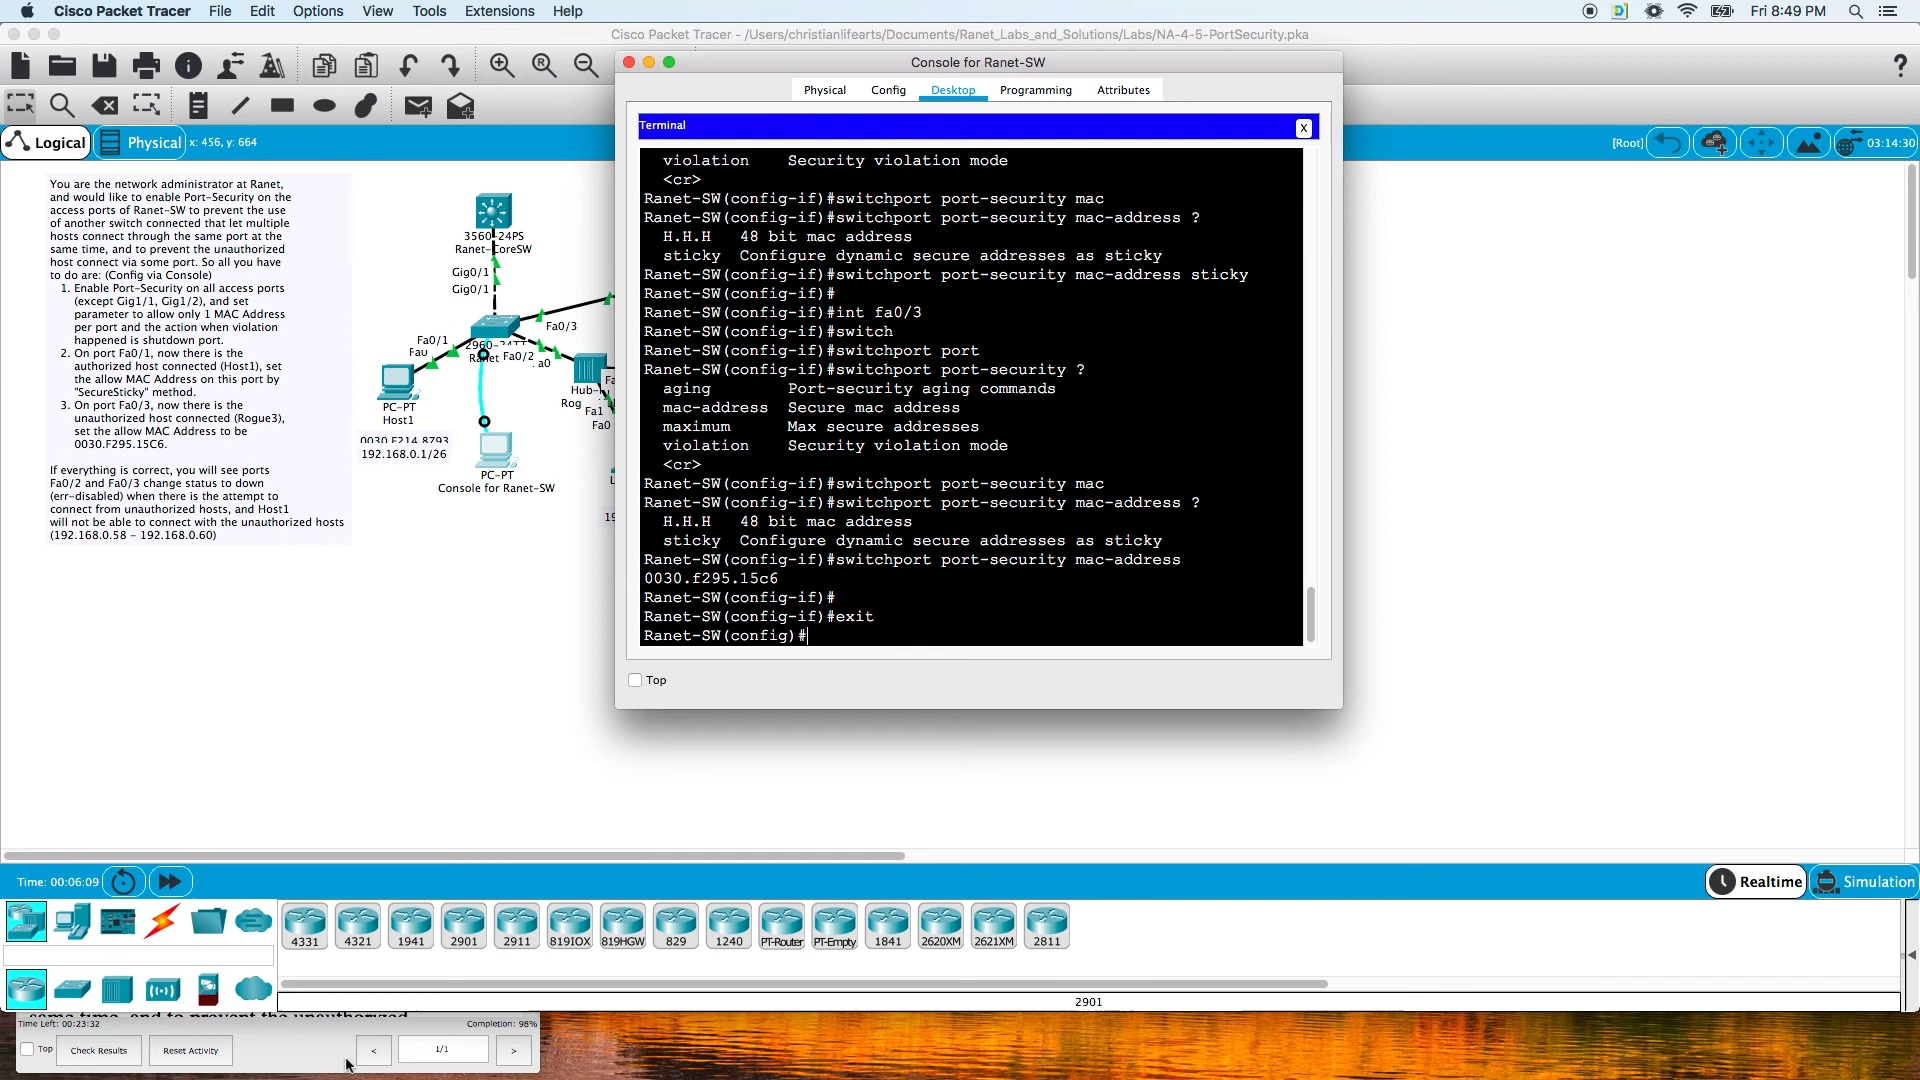 Cisco Packet Tracer File Edit Options View Tools Extensions Help
Fri 8:49 PM
Cisco Packet Tracer - /Users/christianlifearts/Documents/Ranet_Labs_and_Solutions/Labs/NA-4-5-PortSecurity.pka
Logical Physical x: 456, y: 664
[Root] 03:14:30
You are the network administrator at Ranet,
and would like to enable Port-Security on the
access ports of Ranet-SW to prevent the use
of another switch connected that let multiple
hosts connect through the same port at the
same time, and to prevent the unauthorized
host connect via some port. So all you have
to do are: (Config via Console)
1. Enable Port-Security on all access ports
(except Gig1/1, Gig1/2), and set
parameter to allow only 1 MAC Address
per port and the action when violation
happened is shutdown port.
2. On port Fa0/1, now there is the
authorized host connected (Host1), set
the allow MAC Address on this port by
"SecureSticky" method.
3. On port Fa0/3, now there is the
unauthorized host connected (Rogue3),
set the allow MAC Address to be
0030.F295.15C6.
If everything is correct, you will see ports
Fa0/2 and Fa0/3 change status to down
(err-disabled) when there is the attempt to
connect from unauthorized hosts, and Host1
will not be able to connect with the unauthorized hosts
(192.168.0.58 - 192.168.0.60)
3560-24PS
Ranet-CoreSW
Gig0/1
Gig0/1
Fa0/3
Fa0/1
2960-24TT
Ranet Fa0/2
PC-PT
Host1
0030.F214.8793
192.168.0.1/26
Hub-
Rog Fa1
Fa0
PC-PT
Console for Ranet-SW
Console for Ranet-SW
Physical Config Desktop Programming Attributes
Terminal
X
violation Security violation mode
<cr>
Ranet-SW(config-if)#switchport port-security mac
Ranet-SW(config-if)#switchport port-security mac-address ?
H.H.H 48 bit mac address
sticky Configure dynamic secure addresses as sticky
Ranet-SW(config-if)#switchport port-security mac-address sticky
Ranet-SW(config-if)#
Ranet-SW(config-if)#int fa0/3
Ranet-SW(config-if)#switch
Ranet-SW(config-if)#switchport port
Ranet-SW(config-if)#switchport port-security ?
aging Port-security aging commands
mac-address Secure mac address
maximum Max secure addresses
violation Security violation mode
<cr>
Ranet-SW(config-if)#switchport port-security mac
Ranet-SW(config-if)#switchport port-security mac-address ?
H.H.H 48 bit mac address
sticky Configure dynamic secure addresses as sticky
Ranet-SW(config-if)#switchport port-security mac-address
0030.f295.15c6
Ranet-SW(config-if)#
Ranet-SW(config-if)#exit
Ranet-SW(config)#
Top
Time: 00:06:09
Realtime Simulation
4331 4321 1941 2901 2911 819IOX 819HGW 829 1240 PT-Router PT-Empty 1841 2620XM 2621XM 2811
2901
same time, and to prevent the unauthorized
Time Left: 00:23:32 Completion: 98%
Top Check Results Reset Activity < 1/1 >